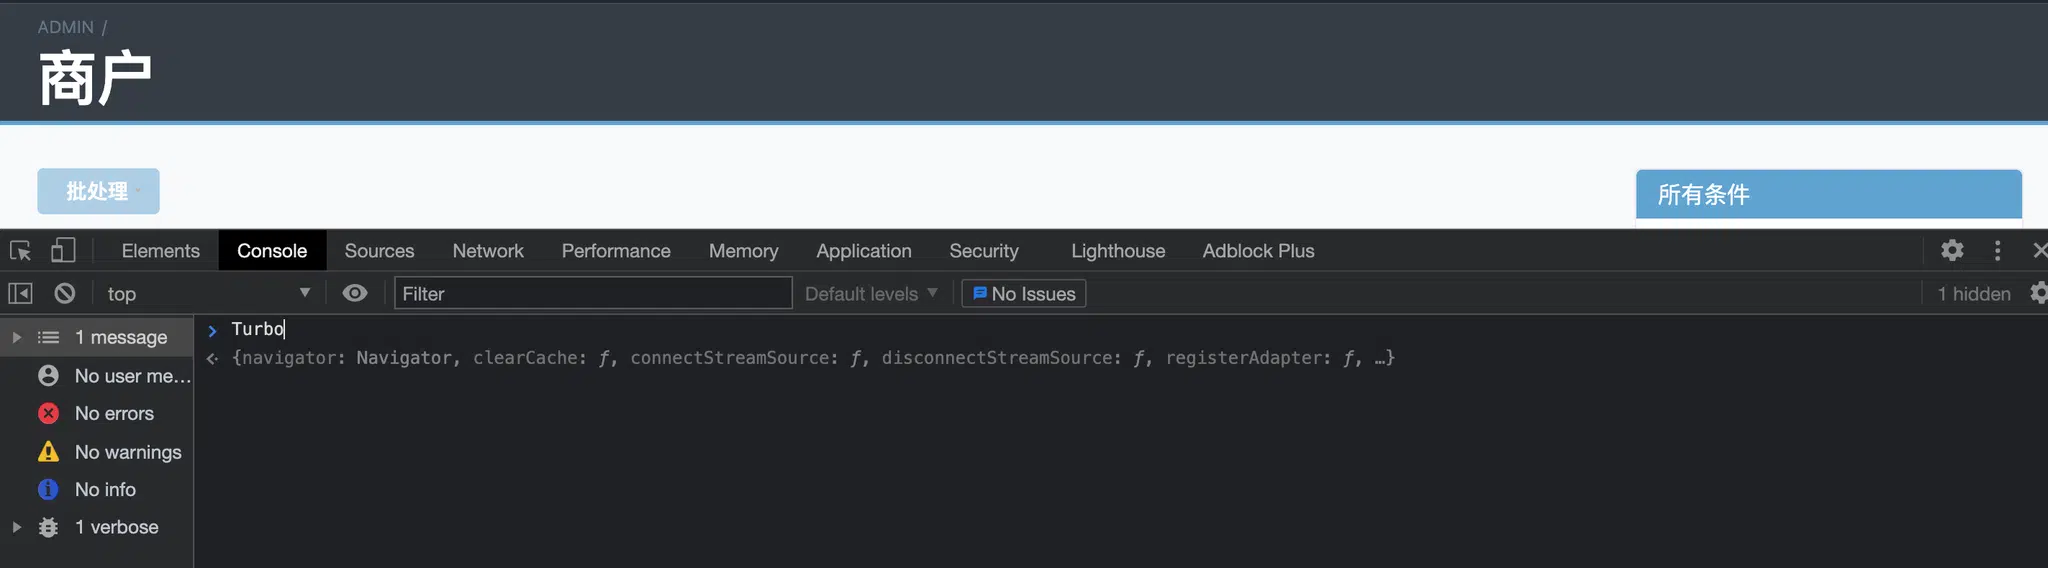 ADMIN /
商户
批处理
所有条件
Elements Console Sources Network Performance Memory Application Security Lighthouse Adblock Plus
top Filter Default levels No Issues 1 hidden
1 message
No user me...
No errors
No warnings
No info
1 verbose
> Turbo
<· {navigator: Navigator, clearCache: ƒ, connectStreamSource: ƒ, disconnectStreamSource: ƒ, registerAdapter: ƒ, …}